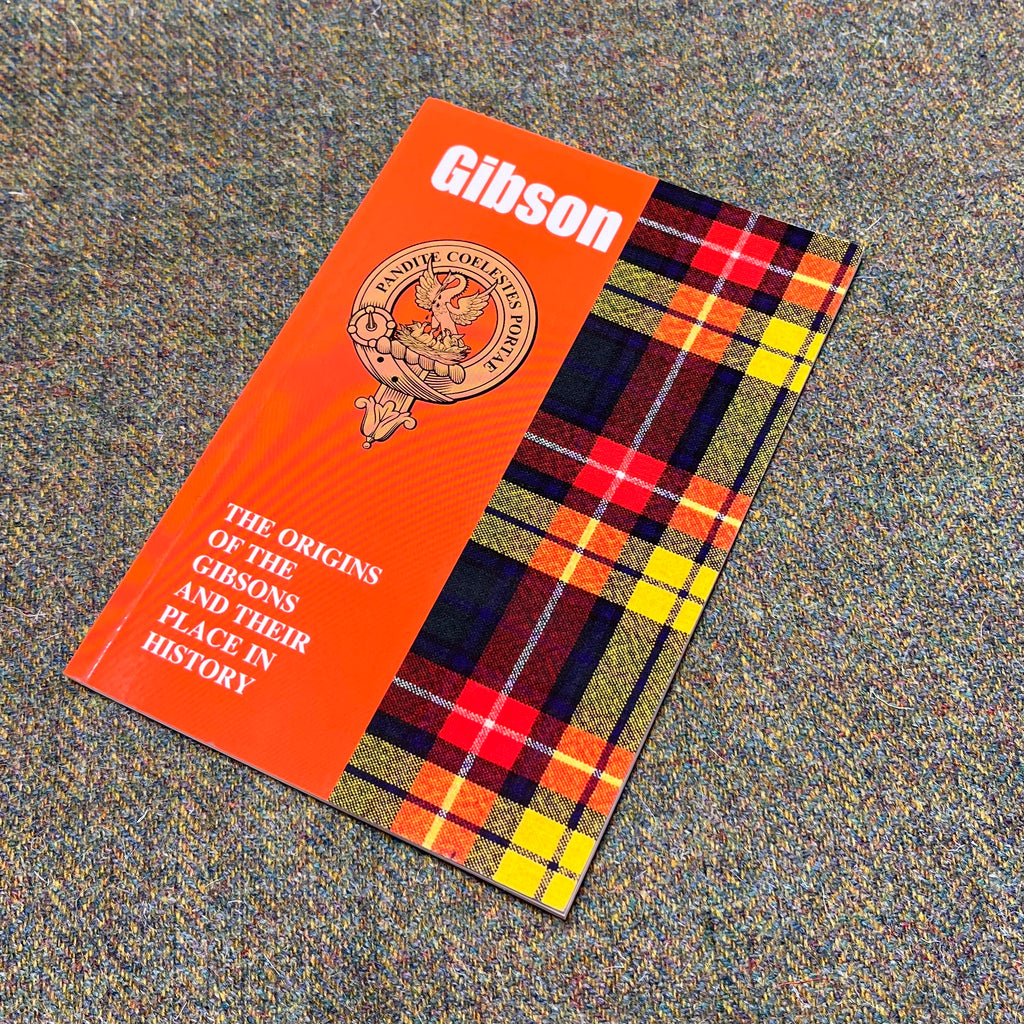 Gibson
PANDITE COELESTES PORTAE
THE ORIGINS
OF THE
GIBSONS
AND THEIR
PLACE IN
HISTORY